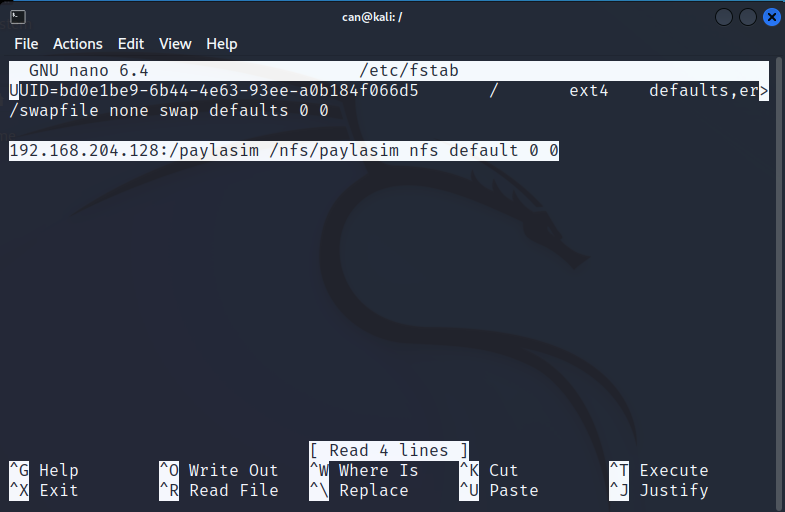 can@kali: /
File Actions Edit View Help
GNU nano 6.4 /etc/fstab
UUID=bd0e1be9-6b44-4e63-93ee-a0b184f066d5 / ext4 defaults,er>
/swapfile none swap defaults 0 0
192.168.204.128:/paylasim /nfs/paylasim nfs default 0 0
[ Read 4 lines ]
^G Help ^O Write Out ^W Where Is ^K Cut ^T Execute
^X Exit ^R Read File ^\ Replace ^U Paste ^J Justify